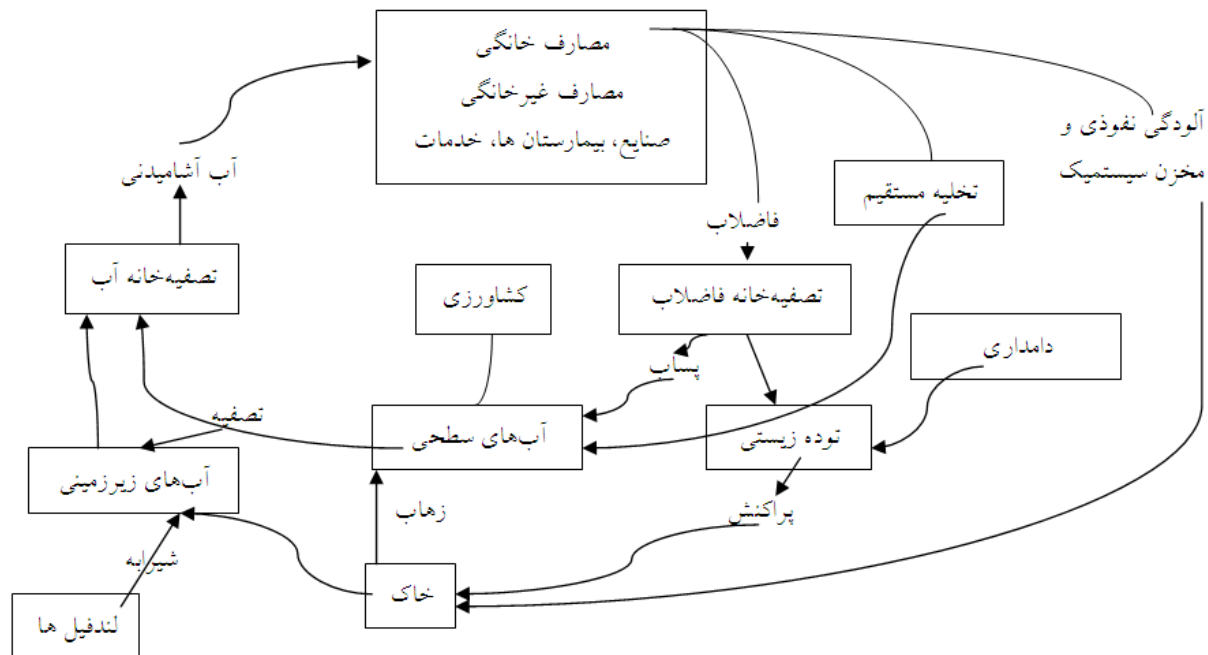 مصارف خانگی
مصارف غیرخانگی
صنایع، بیمارستان ها، خدمات
آلودگی نفوذی و
مخزن سیستمیک
آب آشامیدنی
تخلیه مستقیم
فاضلاب
تصفیه‌خانه آب
کشاورزی
تصفیه‌خانه فاضلاب
دامداری
پساب
تصفیه
آب‌های سطحی
توده زیستی
آب‌های زیرزمینی
زهاب
پراکنش
شیرابه
خاک
لندفیل ها